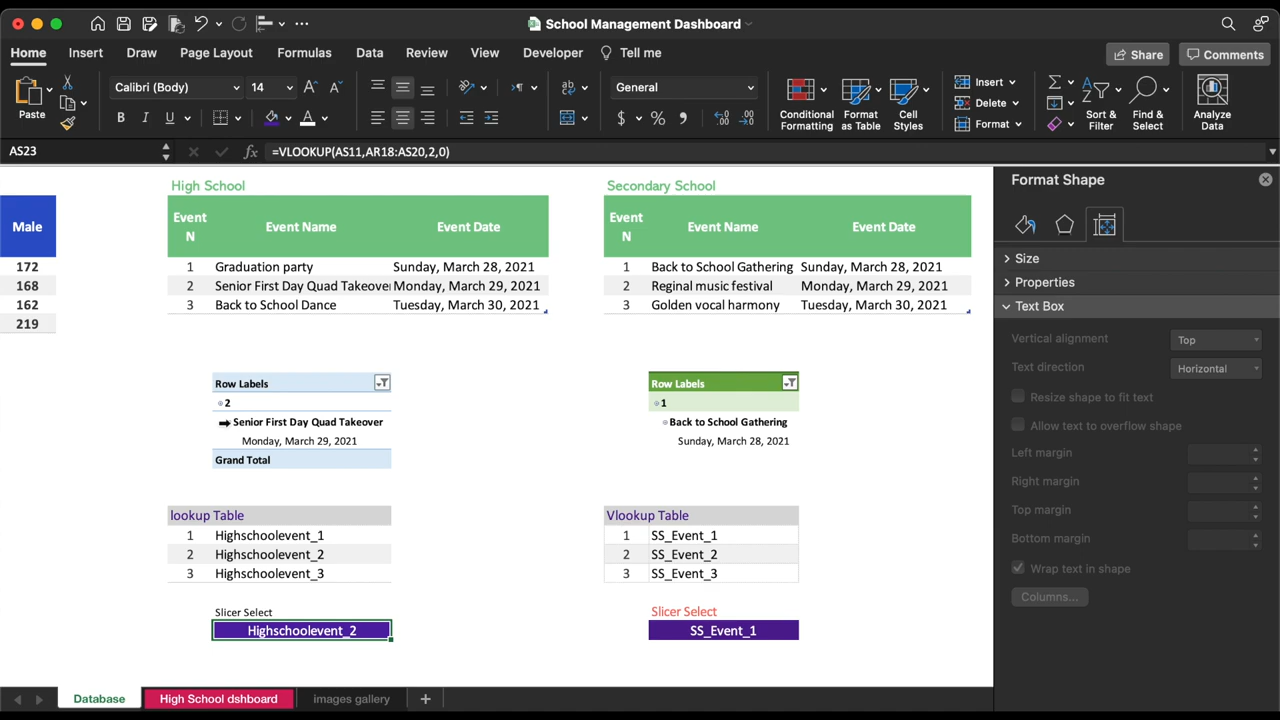 School Management Dashboard
Home Insert Draw Page Layout Formulas Data Review View Developer Tell me Share Comments
Paste
Calibri (Body) 14
B I U
General
$ % 9
Conditional Formatting
Format as Table
Cell Styles
Insert
Delete
Format
Sort & Filter
Find & Select
Analyze Data
AS23 fx =VLOOKUP(AS11,AR18:AS20,2,0)
Male
172
168
162
219
High School
Event N Event Name Event Date
1 Graduation party Sunday, March 28, 2021
2 Senior First Day Quad Takeover Monday, March 29, 2021
3 Back to School Dance Tuesday, March 30, 2021
Secondary School
Event N Event Name Event Date
1 Back to School Gathering Sunday, March 28, 2021
2 Reginal music festival Monday, March 29, 2021
3 Golden vocal harmony Tuesday, March 30, 2021
Row Labels
2
Senior First Day Quad Takeover
Monday, March 29, 2021
Grand Total
Row Labels
1
Back to School Gathering
Sunday, March 28, 2021
lookup Table
1 Highschoolevent_1
2 Highschoolevent_2
3 Highschoolevent_3
Slicer Select
Highschoolevent_2
Vlookup Table
1 SS_Event_1
2 SS_Event_2
3 SS_Event_3
Slicer Select
SS_Event_1
Format Shape
Size
Properties
Text Box
Vertical alignment Top
Text direction Horizontal
Resize shape to fit text
Allow text to overflow shape
Left margin
Right margin
Top margin
Bottom margin
Wrap text in shape
Columns...
Database High School dshboard images gallery +